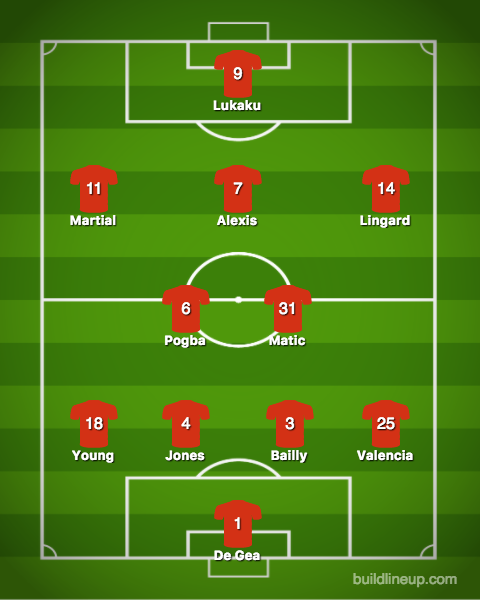 9
Lukaku
11
Martial
7
Alexis
14
Lingard
6
Pogba
31
Matic
18
Young
4
Jones
3
Bailly
25
Valencia
1
De Gea
buildlineup.com